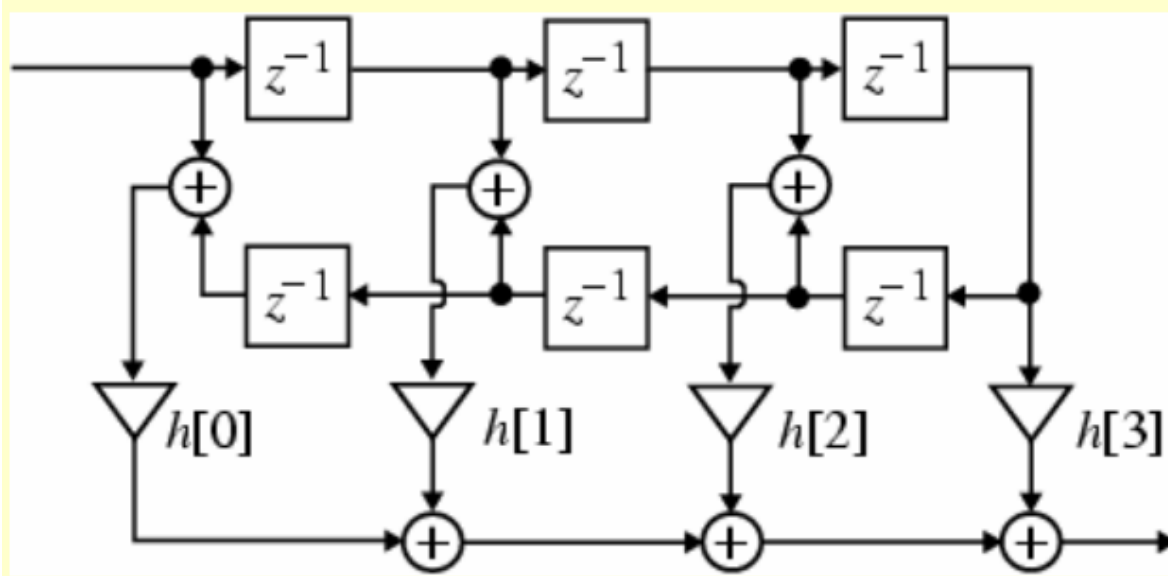 z⁻¹ z⁻¹ z⁻¹
+ + +
z⁻¹ z⁻¹ z⁻¹
h[0] h[1] h[2] h[3]
+ + +